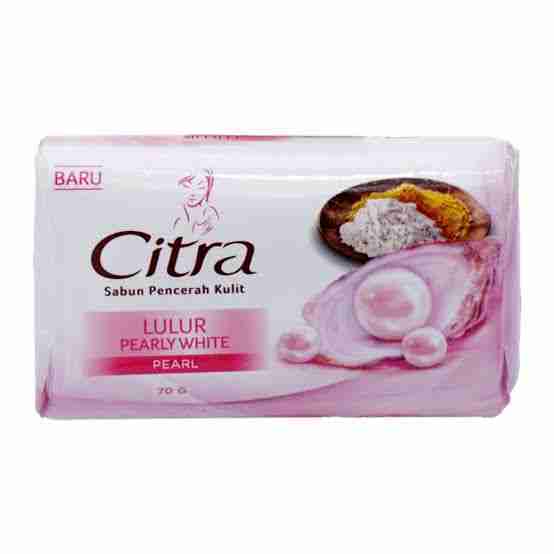 BARU
Citra
Sabun Pencerah Kulit
LULUR
PEARLY WHITE
PEARL
70 G